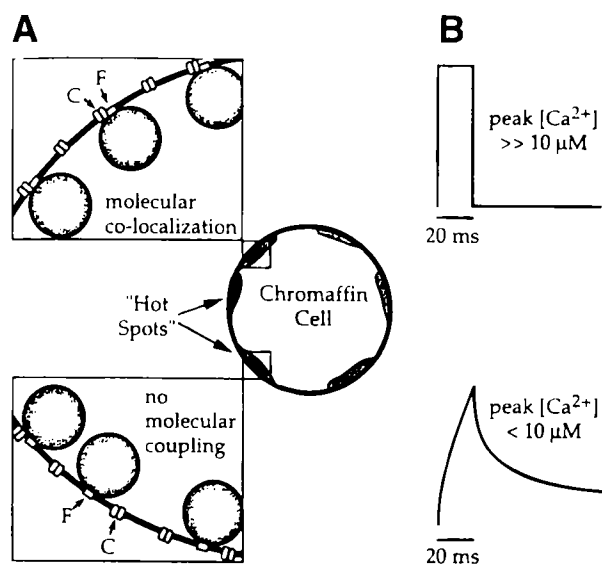 A
F
C
molecular
co-localization
"Hot
Spots"
Chromaffin
Cell
no
molecular
coupling
F
C
B
peak [Ca²⁺]
>> 10 µM
20 ms
peak [Ca²⁺]
< 10 µM
20 ms